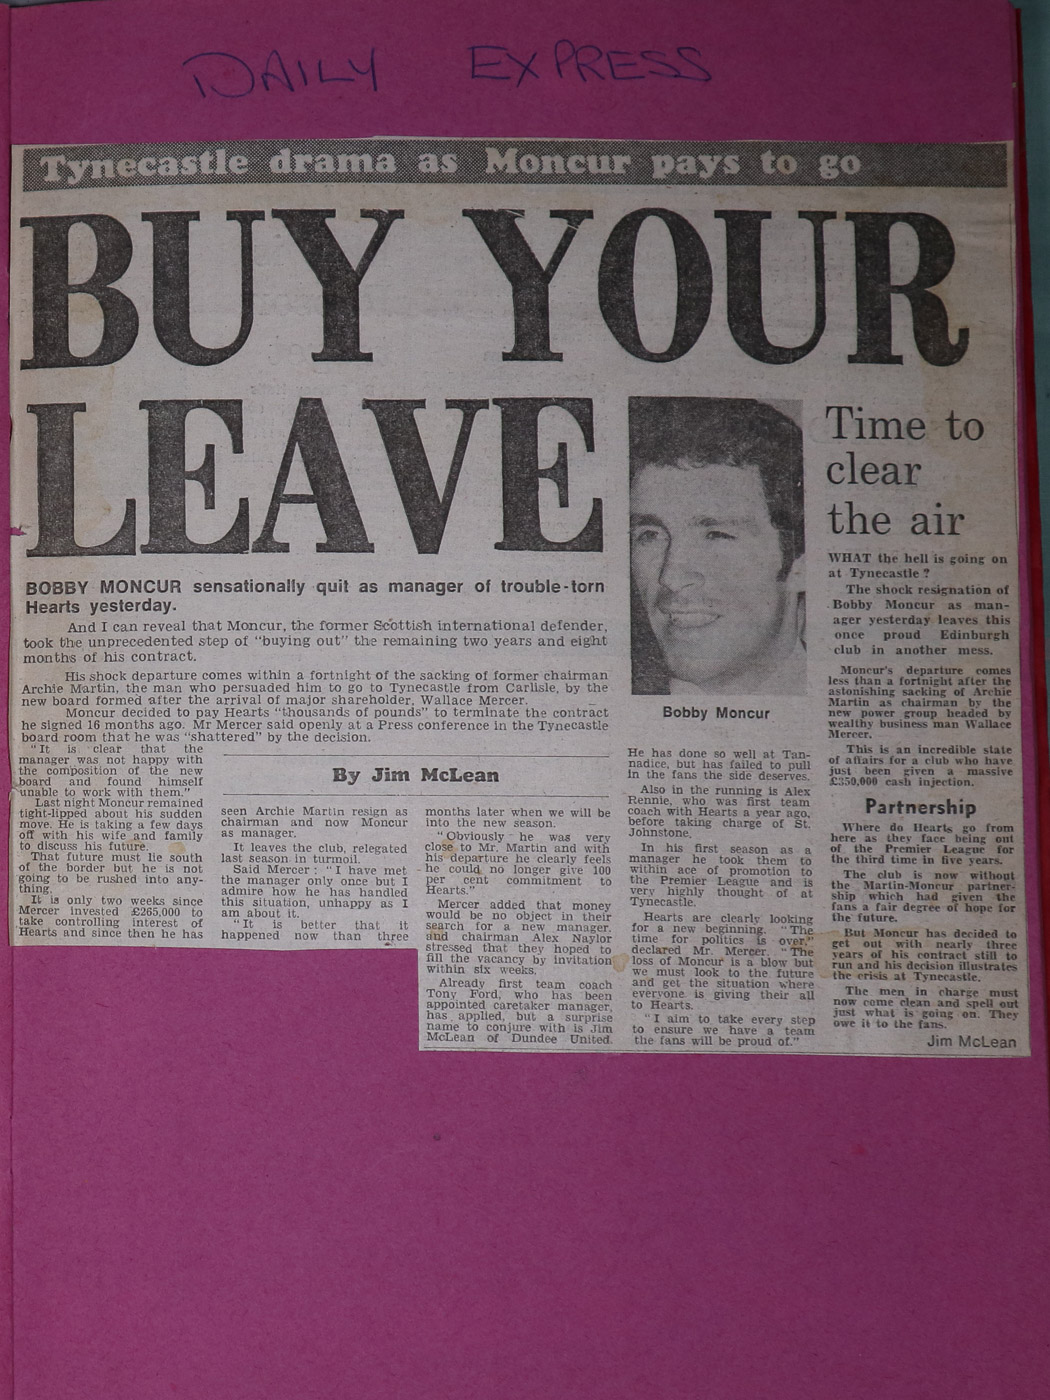 DAILY EXPRESS
Tynecastle drama as Moncur pays to go
BUY YOUR
LEAVE
BOBBY MONCUR sensationally quit as manager of trouble-torn
Hearts yesterday.
And I can reveal that Moncur, the former Scottish international defender,
took the unprecedented step of "buying out" the remaining two years and eight
months of his contract.
His shock departure comes within a fortnight of the sacking of former chairman
Archie Martin, the man who persuaded him to go to Tynecastle from Carlisle, by the
new board formed after the arrival of major shareholder, Wallace Mercer.
Moncur decided to pay Hearts "thousands of pounds" to terminate the contract
he signed 16 months ago. Mr Mercer said openly at a Press conference in the Tynecastle
board room that he was "shattered" by the decision.
"It is clear that the
manager was not happy with
the composition of the new
board and found himself
unable to work with them."
Last night Moncur remained
tight-lipped about his sudden
move. He is taking a few days
off with his wife and family
to discuss his future.
That future must lie south
of the border but he is not
going to be rushed into any-
thing.
It is only two weeks since
Mercer invested £265,000 to
take controlling interest of
Hearts and since then he has
By Jim McLean
seen Archie Martin resign as
chairman and now Moncur
as manager.
It leaves the club, relegated
last season in turmoil.
Said Mercer: "I have met
the manager only once but I
admire how he has handled
this situation, unhappy as I
am about it.
"It is better that it
happened now than three
months later when we will be
into the new season.
"Obviously he was very
close to Mr. Martin and with
his departure he clearly feels
he could no longer give 100
per cent commitment to
Hearts."
Mercer added that money
would be no object in their
search for a new manager,
and chairman Alex Naylor
stressed that they hoped to
fill the vacancy by invitation
within six weeks.
Already first team coach
Tony Ford, who has been
appointed caretaker manager,
has applied, but a surprise
name to conjure with is Jim
McLean of Dundee United.
Bobby Moncur
He has done so well at Tan-
nadice, but has failed to pull
in the fans the side deserves.
Also in the running is Alex
Rennie, who was first team
coach with Hearts a year ago,
before taking charge of St.
Johnstone.
In his first season as a
manager he took them to
within ace of promotion to
the Premier League and is
very highly thought of at
Tynecastle.
Hearts are clearly looking
for a new beginning. "The
time for politics is over,"
declared Mr. Mercer. "The
loss of Moncur is a blow but
we must look to the future
and get the situation where
everyone is giving their all
to Hearts.
"I aim to take every step
to ensure we have a team
the fans will be proud of."
Time to
clear
the air
WHAT the hell is going on
at Tynecastle?
The shock resignation of
Bobby Moncur as man-
ager yesterday leaves this
once proud Edinburgh
club in another mess.
Moncur's departure comes
less than a fortnight after the
astonishing sacking of Archie
Martin as chairman by the
new power group headed by
wealthy business man Wallace
Mercer.
This is an incredible state
of affairs for a club who have
just been given a massive
£350,000 cash injection.
Partnership
Where do Hearts go from
here as they face being out
of the Premier League for
the third time in five years.
The club is now without
the Martin-Moncur partner-
ship which had given the
fans a fair degree of hope for
the future.
But Moncur has decided to
get out with nearly three
years of his contract still to
run and his decision illustrates
the crisis at Tynecastle.
The men in charge must
now come clean and spell out
just what is going on. They
owe it to the fans.
Jim McLean